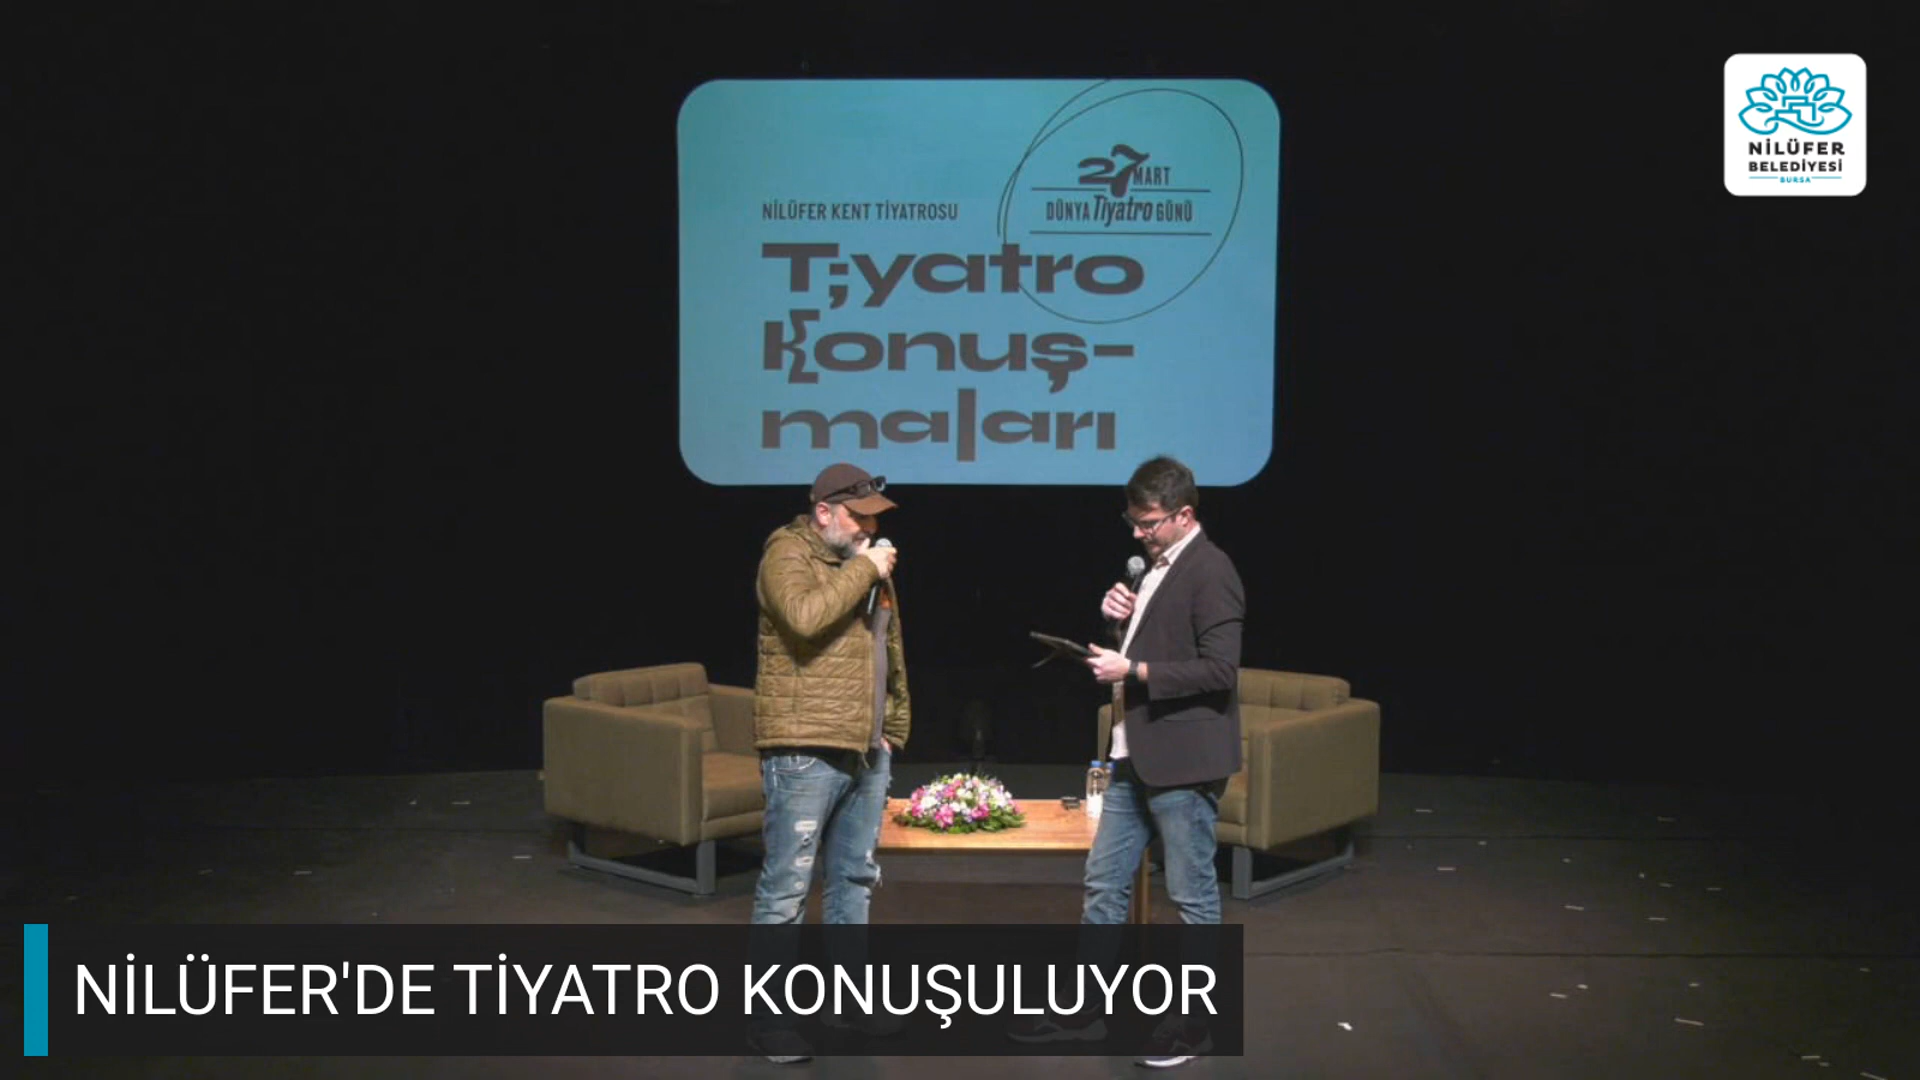 NİLÜFER
BELEDİYESİ
BURSA
27 MART
DÜNYA Tiyatro GÜNÜ
NİLÜFER KENT TİYATROSU
Tiyatro
Konuş-
maları
NİLÜFER'DE TİYATRO KONUŞULUYOR